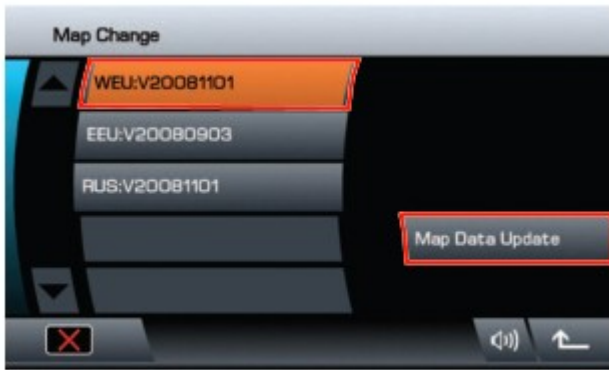 Map Change
WEU:V20081101
EEU:V20080903
RUS:V20081101
Map Data Update